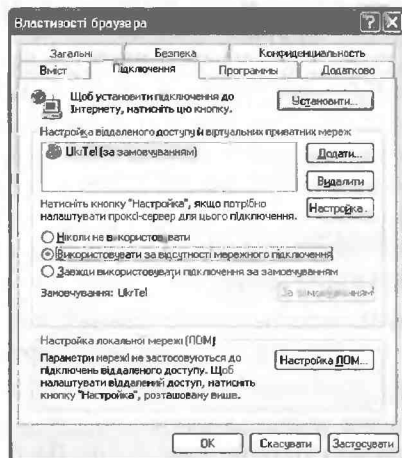 Властивості браузера
Загальні Безпека Конфиденциальность
Вміст Підключення Программы Додатково
Щоб установити підключення до
Інтернету, натисніть цю кнопку.
Установити...
Настройка віддаленого доступу й віртуальних приватних мереж
UkrTel (за замовчуванням)
Додати...
Видалити
Натисніть кнопку "Настройка", якщо потрібно
налаштувати проксі-сервер для цього підключення.
Настройка...
Ніколи не використовувати
Використовувати за відсутності мережного підключення
Завжди використовувати підключення за замовчуванням
Замовчування: UkrTel
За замовчуванням
Настройка локальної мережі (ЛОМ)
Параметри мережі не застосовуються до
підключень віддаленого доступу. Щоб
налаштувати віддалений доступ, натисніть
кнопку "Настройка", розташовану вище.
Настройка ЛОМ...
OK Скасувати Застосувати